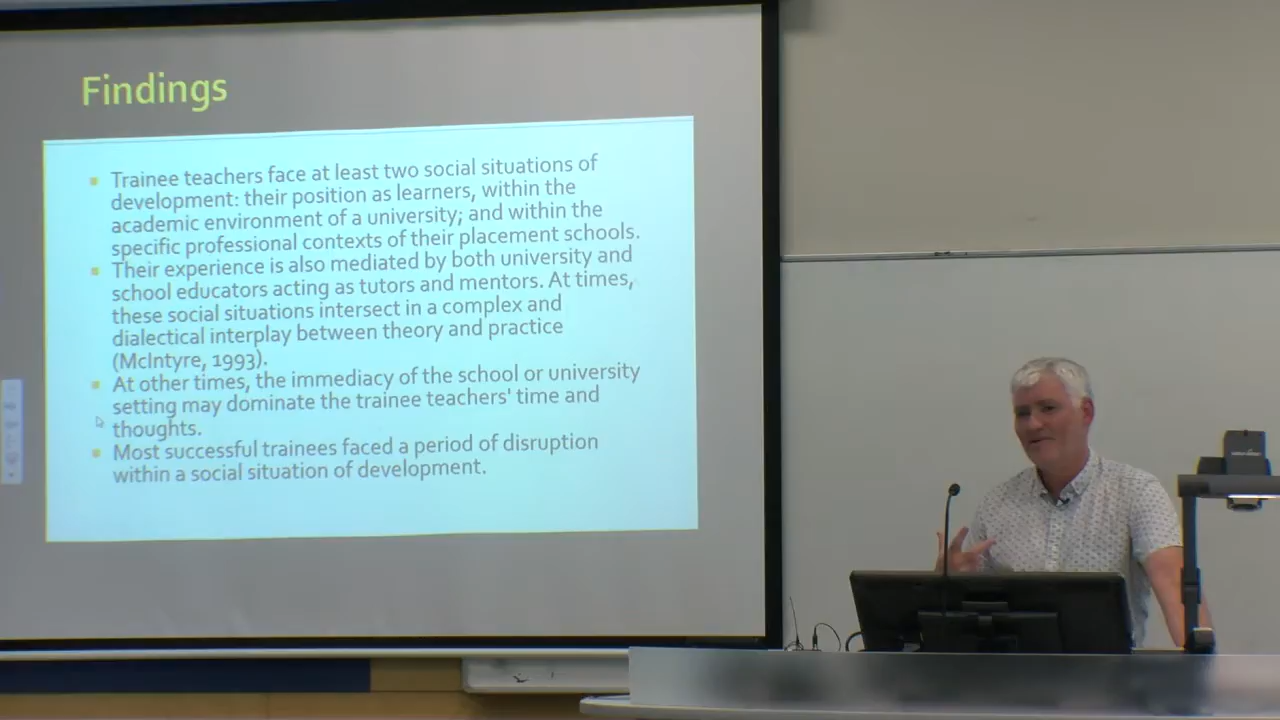 Findings
Trainee teachers face at least two social situations of
development: their position as learners, within the
academic environment of a university; and within the
specific professional contexts of their placement schools.
Their experience is also mediated by both university and
school educators acting as tutors and mentors. At times,
these social situations intersect in a complex and
dialectical interplay between theory and practice
(McIntyre, 1993).
At other times, the immediacy of the school or university
setting may dominate the trainee teachers' time and
thoughts.
Most successful trainees faced a period of disruption
within a social situation of development.